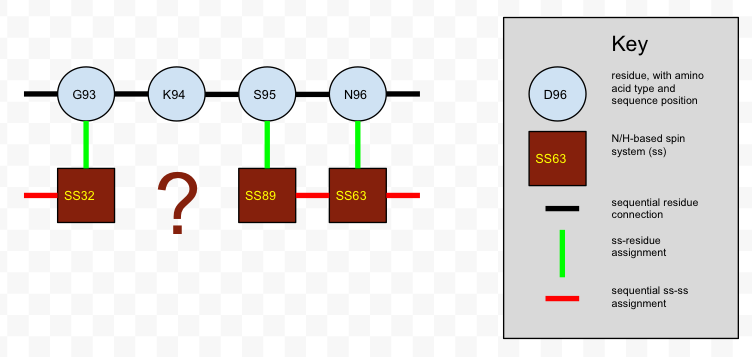 G93
K94
S95
N96
SS32
?
SS89
SS63
Key
D96
residue, with amino
acid type and
sequence position
SS63
N/H-based spin
system (ss)
sequential residue
connection
ss-residue
assignment
sequential ss-ss
assignment